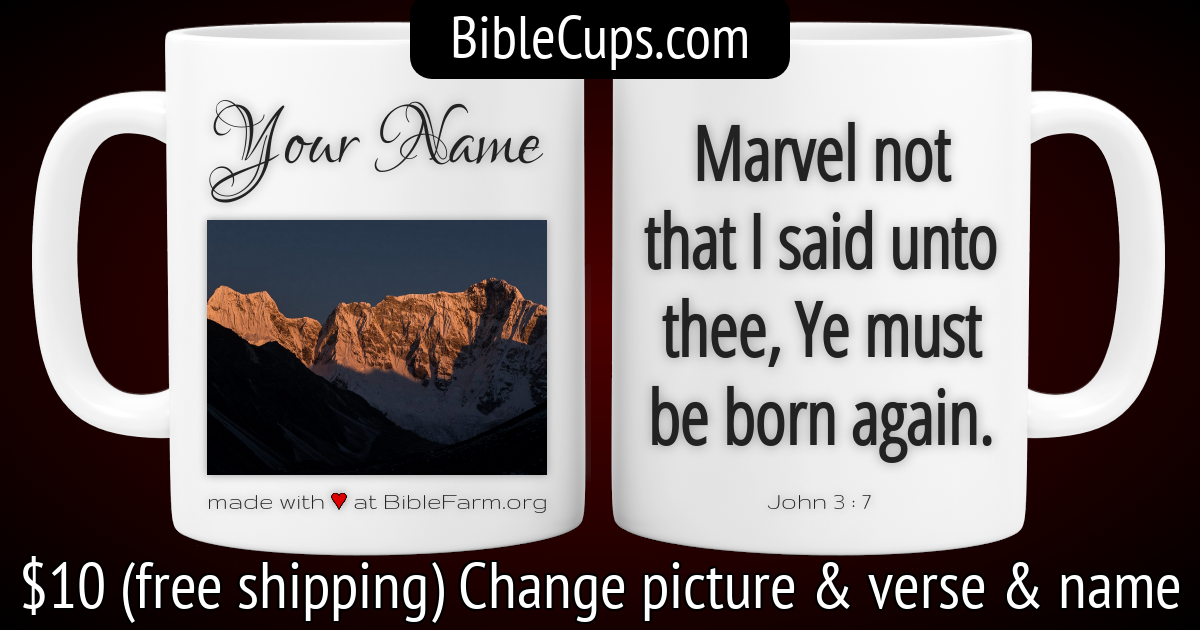 BibleCups.com
Your Name
made with ♥ at BibleFarm.org
Marvel not
that I said unto
thee, Ye must
be born again.
John 3 : 7
$10 (free shipping) Change picture & verse & name